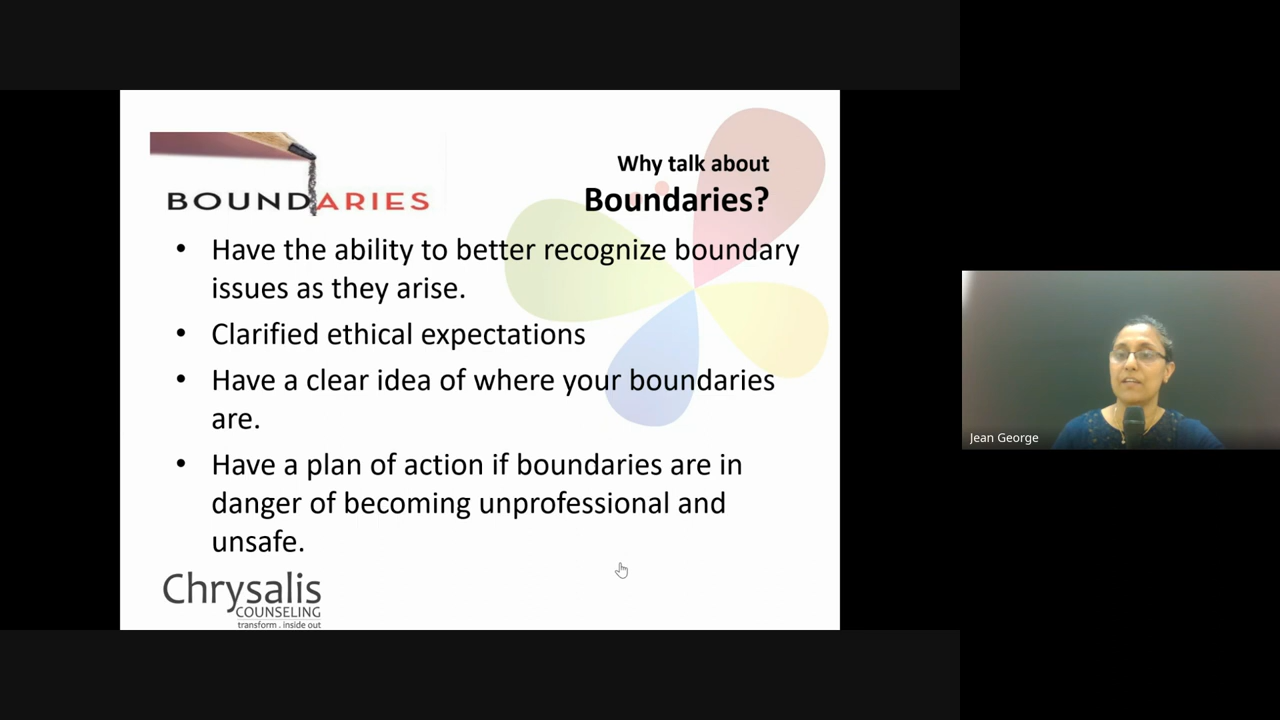 BOUNDARIES
Why talk about
Boundaries?
• Have the ability to better recognize boundary
issues as they arise.
• Clarified ethical expectations
• Have a clear idea of where your boundaries
are.
• Have a plan of action if boundaries are in
danger of becoming unprofessional and
unsafe.
Chrysalis
COUNSELING
transform . inside out
Jean George